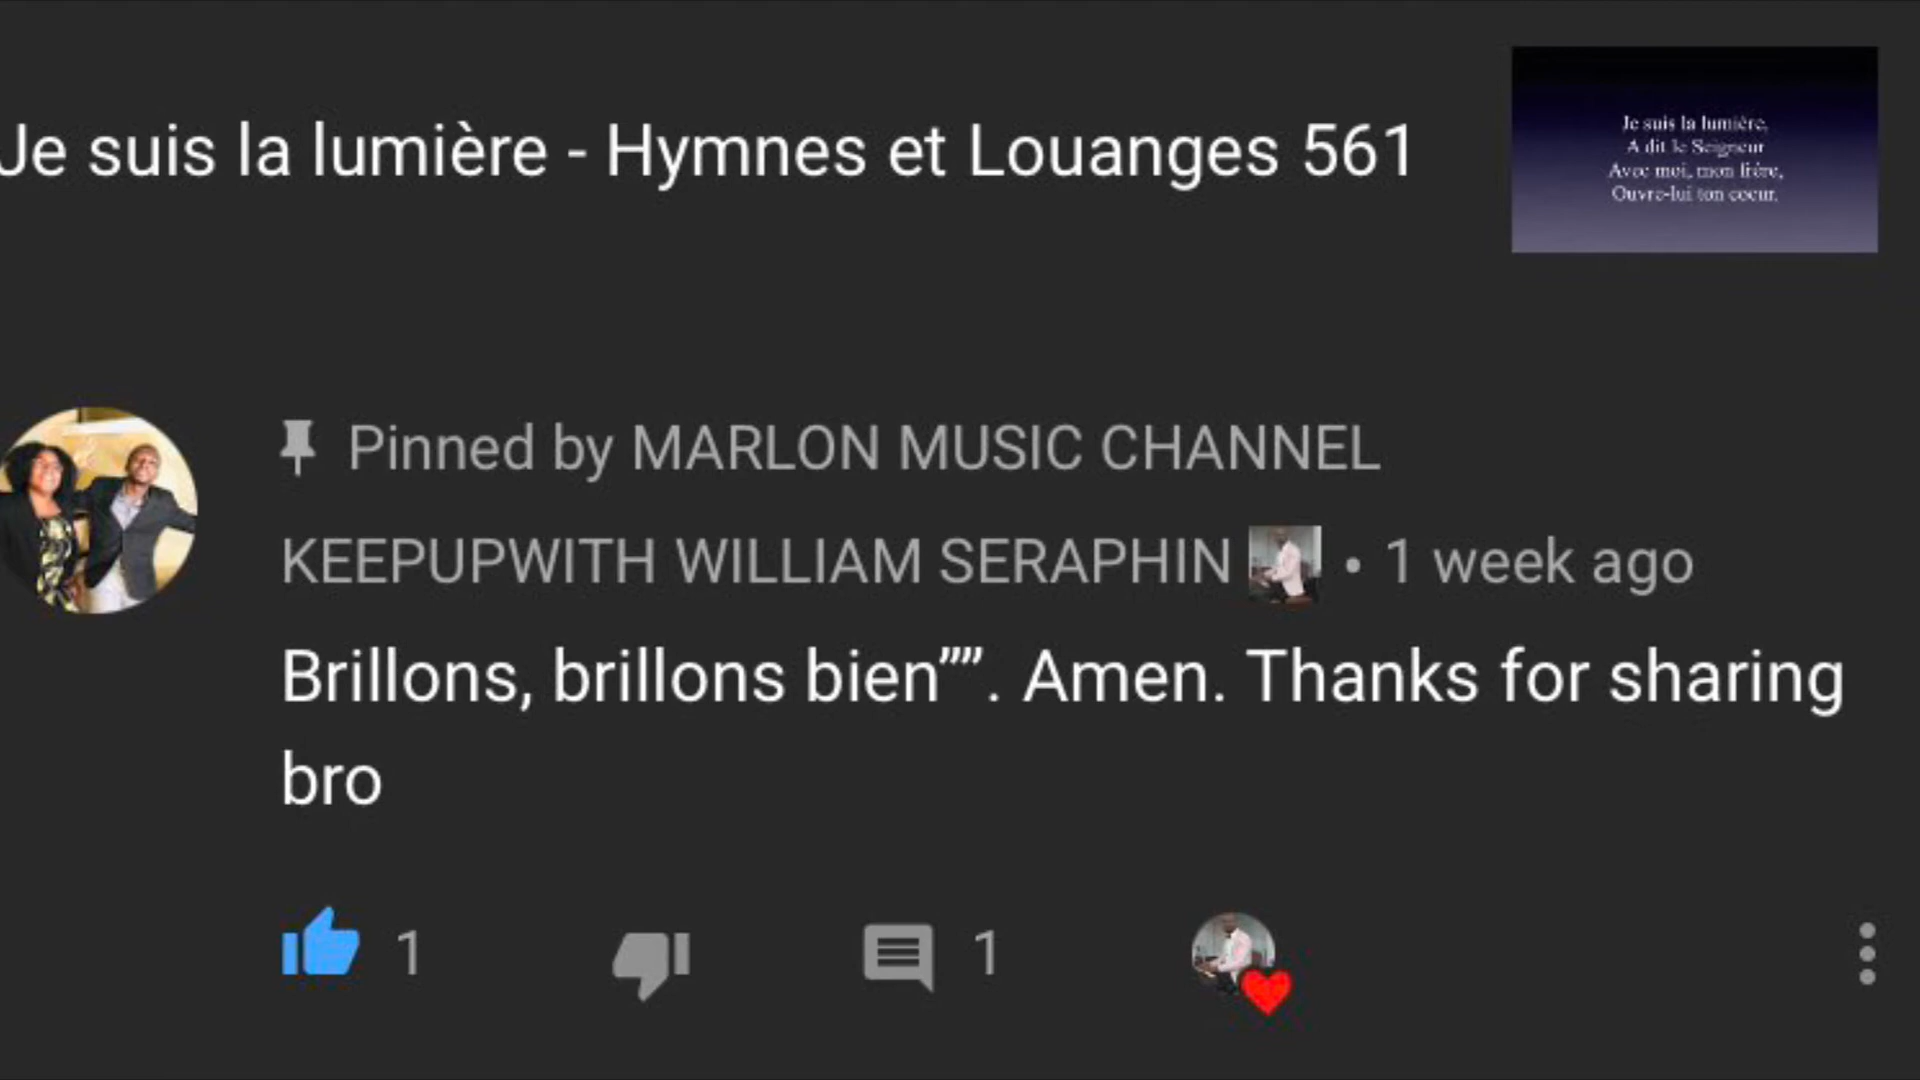 Je suis la lumière - Hymnes et Louanges 561
Je suis la lumière,
A dit le Seigneur
Avec moi, mon frère,
Ouvre-lui ton coeur.
Pinned by MARLON MUSIC CHANNEL
KEEPUPWITH WILLIAM SERAPHIN • 1 week ago
Brillons, brillons bien””. Amen. Thanks for sharing
bro
1
1